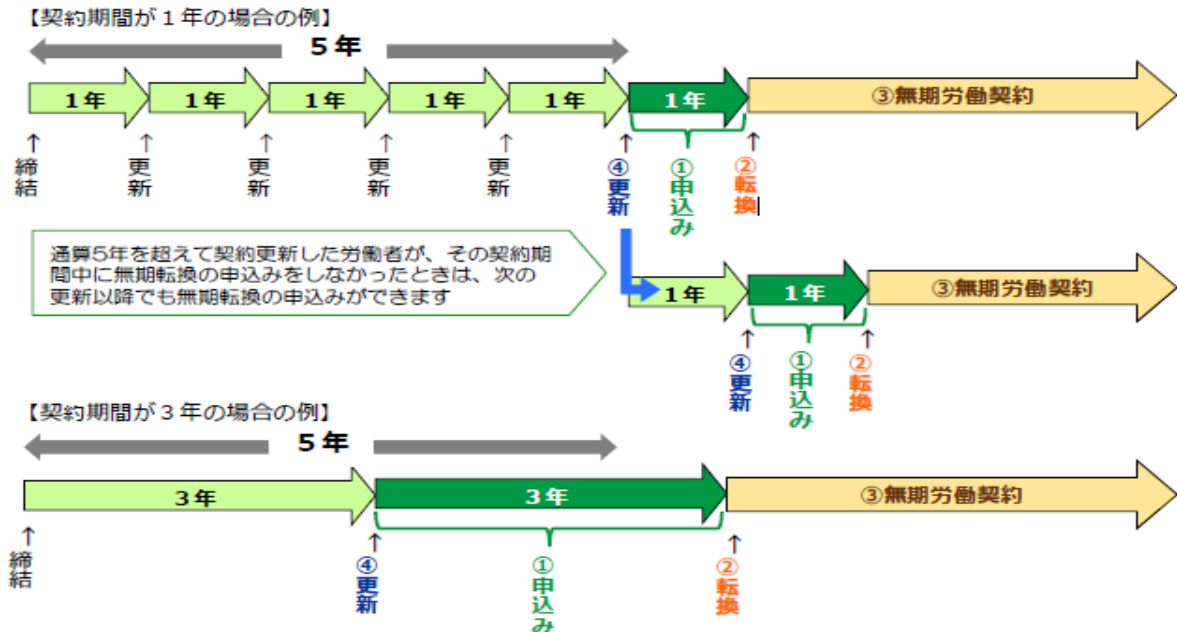 【契約期間が1年の場合の例】
5年
1年 1年 1年 1年 1年 1年 ③無期労働契約
↑締結 ↑更新 ↑更新 ↑更新 ↑更新 ↑④更新 ①申込み ↑②転換
通算5年を超えて契約更新した労働者が、その契約期
間中に無期転換の申込みをしなかったときは、次の
更新以降でも無期転換の申込みができます
1年 1年 ③無期労働契約
↑④更新 ①申込み ↑②転換
【契約期間が3年の場合の例】
5年
3年 3年 ③無期労働契約
↑締結 ↑④更新 ①申込み ↑②転換